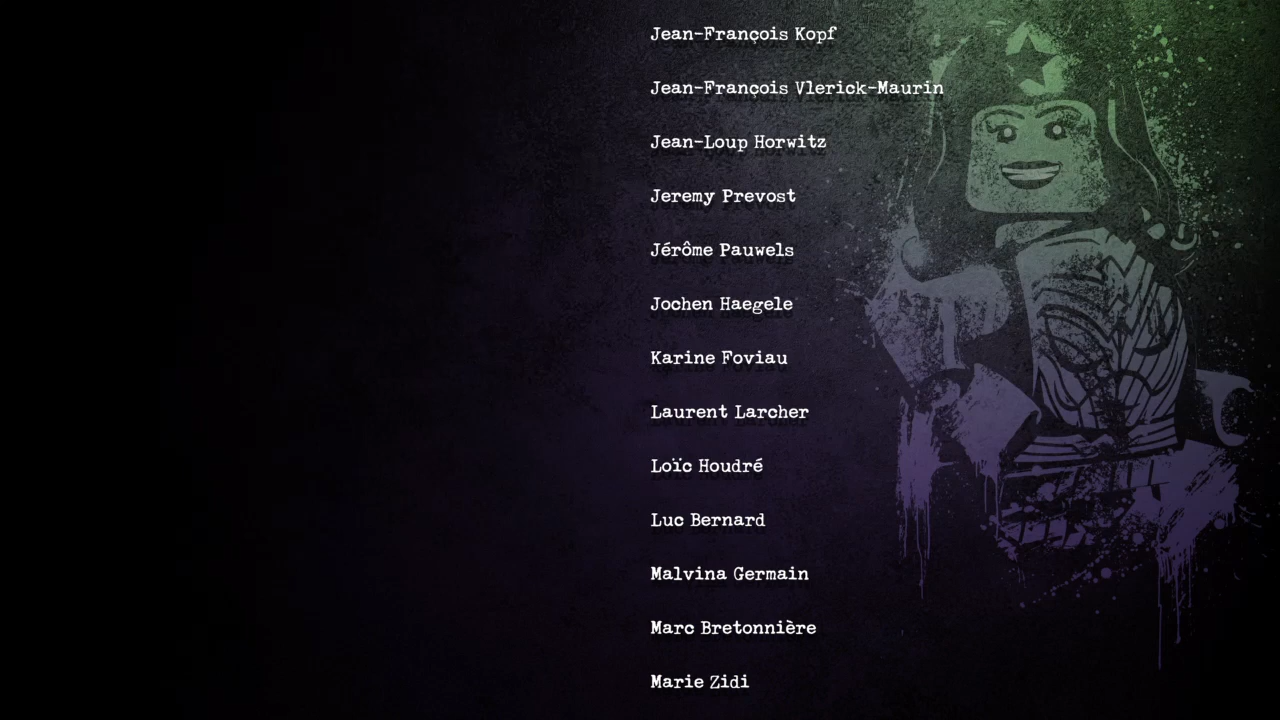 Jean-François Kopf
Jean-François Vlerick-Maurin
Jean-Loup Horwitz
Jeremy Prevost
Jérôme Pauwels
Jochen Haegele
Karine Foviau
Laurent Larcher
Loïc Houdré
Luc Bernard
Malvina Germain
Marc Bretonnière
Marie Zidi